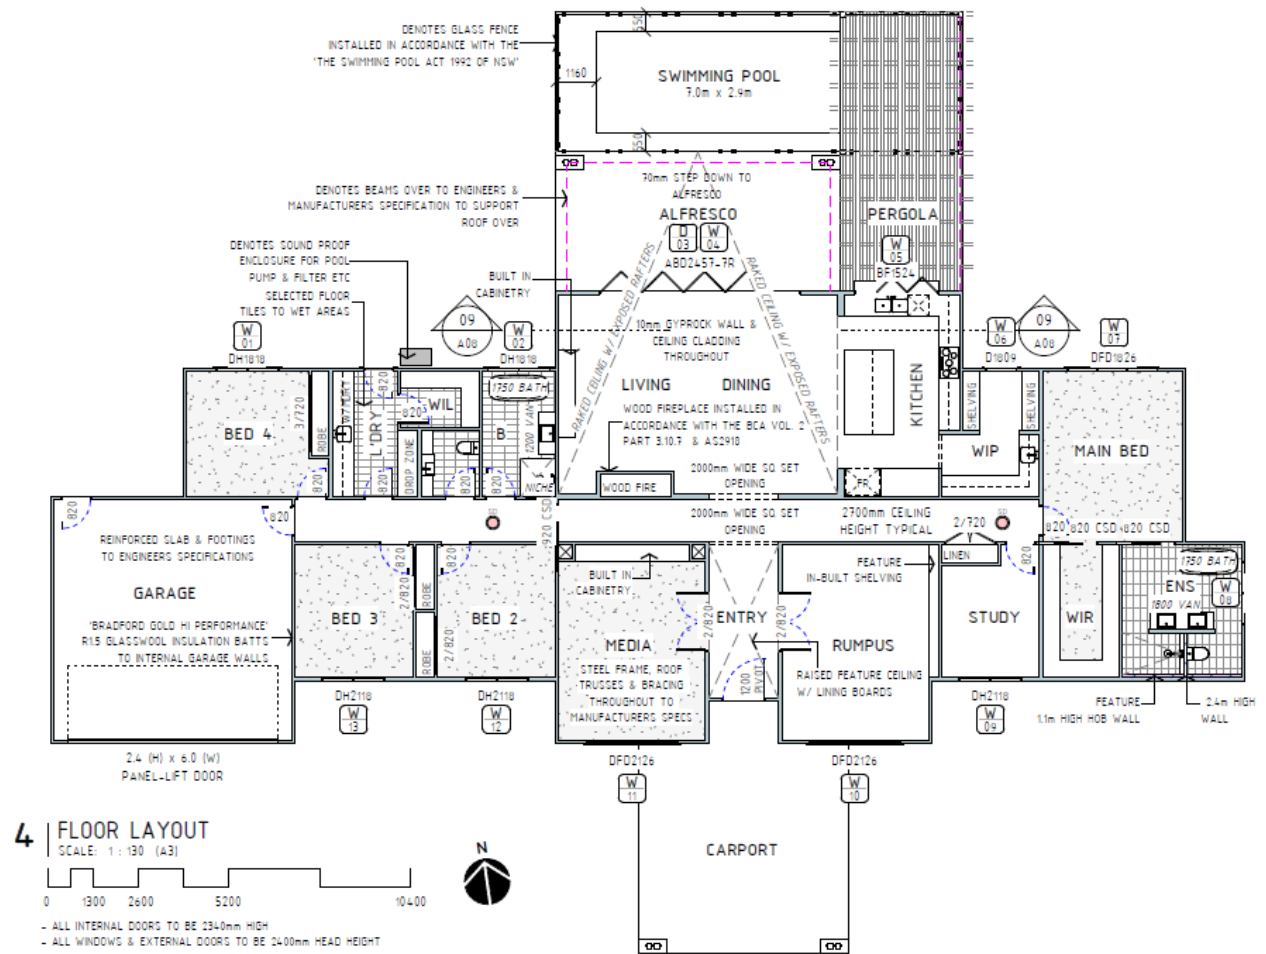 DENOTES GLASS FENCE
INSTALLED IN ACCORDANCE WITH THE
'THE SWIMMING POOL ACT 1992 OF NSW'
550
1160
SWIMMING POOL
7.0m x 2.9m
550
70mm STEP DOWN TO
ALFRESCO
DENOTES BEAMS OVER TO ENGINEERS &
MANUFACTURERS SPECIFICATION TO SUPPORT
ROOF OVER
ALFRESCO
PERGOLA
D
03
W
04
ABD2457-7R
W
05
BF1524
DENOTES SOUND PROOF
ENCLOSURE FOR POOL
PUMP & FILTER ETC
SELECTED FLOOR
TILES TO WET AREAS
BUILT IN
CABINETRY
RAKED CEILING W/ EXPOSED RAFTERS
RAKED CEILING W/ EXPOSED RAFTERS
W
01
DH1818
09
A08
W
02
DH1818
10mm GYPROCK WALL &
CEILING CLADDING
THROUGHOUT
W
06
D1809
09
A08
W
07
DFD1826
BED 4
3/720
ROBE
W/DRY
L'DRY
820
820
WIL
DROP ZONE
1750 BATH
1200 VAN
B
NICHE
LIVING
DINING
KITCHEN
WOOD FIREPLACE INSTALLED IN
ACCORDANCE WITH THE BCA VOL. 2
PART 3.10.7 & AS2918
WOOD FIRE
2000mm WIDE SQ SET
OPENING
FR
SHELVING
SHELVING
WIP
MAIN BED
820
820
820
820
820
820
920 CSD
2000mm WIDE SQ SET
OPENING
2700mm CEILING
HEIGHT TYPICAL
2/720
820
820 CSD
820 CSD
REINFORCED SLAB & FOOTINGS
TO ENGINEERS SPECIFICATIONS
GARAGE
'BRADFORD GOLD HI PERFORMANCE'
R1.5 GLASSWOOL INSULATION BATTS
TO INTERNAL GARAGE WALLS
820
820
2/820
ROBE
ROBE
2/820
BED 3
BED 2
BUILT IN
CABINETRY
MEDIA
STEEL FRAME, ROOF
TRUSSES & BRACING
THROUGHOUT TO
MANUFACTURERS SPECS
2/820
ENTRY
2/820
1200
PIVOT
FEATURE
IN-BUILT SHELVING
RUMPUS
RAISED FEATURE CEILING
W/ LINING BOARDS
LINEN
820
STUDY
WIR
1750 BATH
ENS
1800 VAN
W
08
DH2118
W
13
DH2118
W
12
DH2118
W
09
FEATURE
1.1m HIGH HOB WALL
2.4m HIGH
WALL
2.4 (H) x 6.0 (W)
PANEL-LIFT DOOR
DFD2126
W
11
DFD2126
W
10
CARPORT
4
FLOOR LAYOUT
SCALE: 1 : 130 (A3)
0 1300 2600 5200 10400
N
- ALL INTERNAL DOORS TO BE 2340mm HIGH
- ALL WINDOWS & EXTERNAL DOORS TO BE 2400mm HEAD HEIGHT